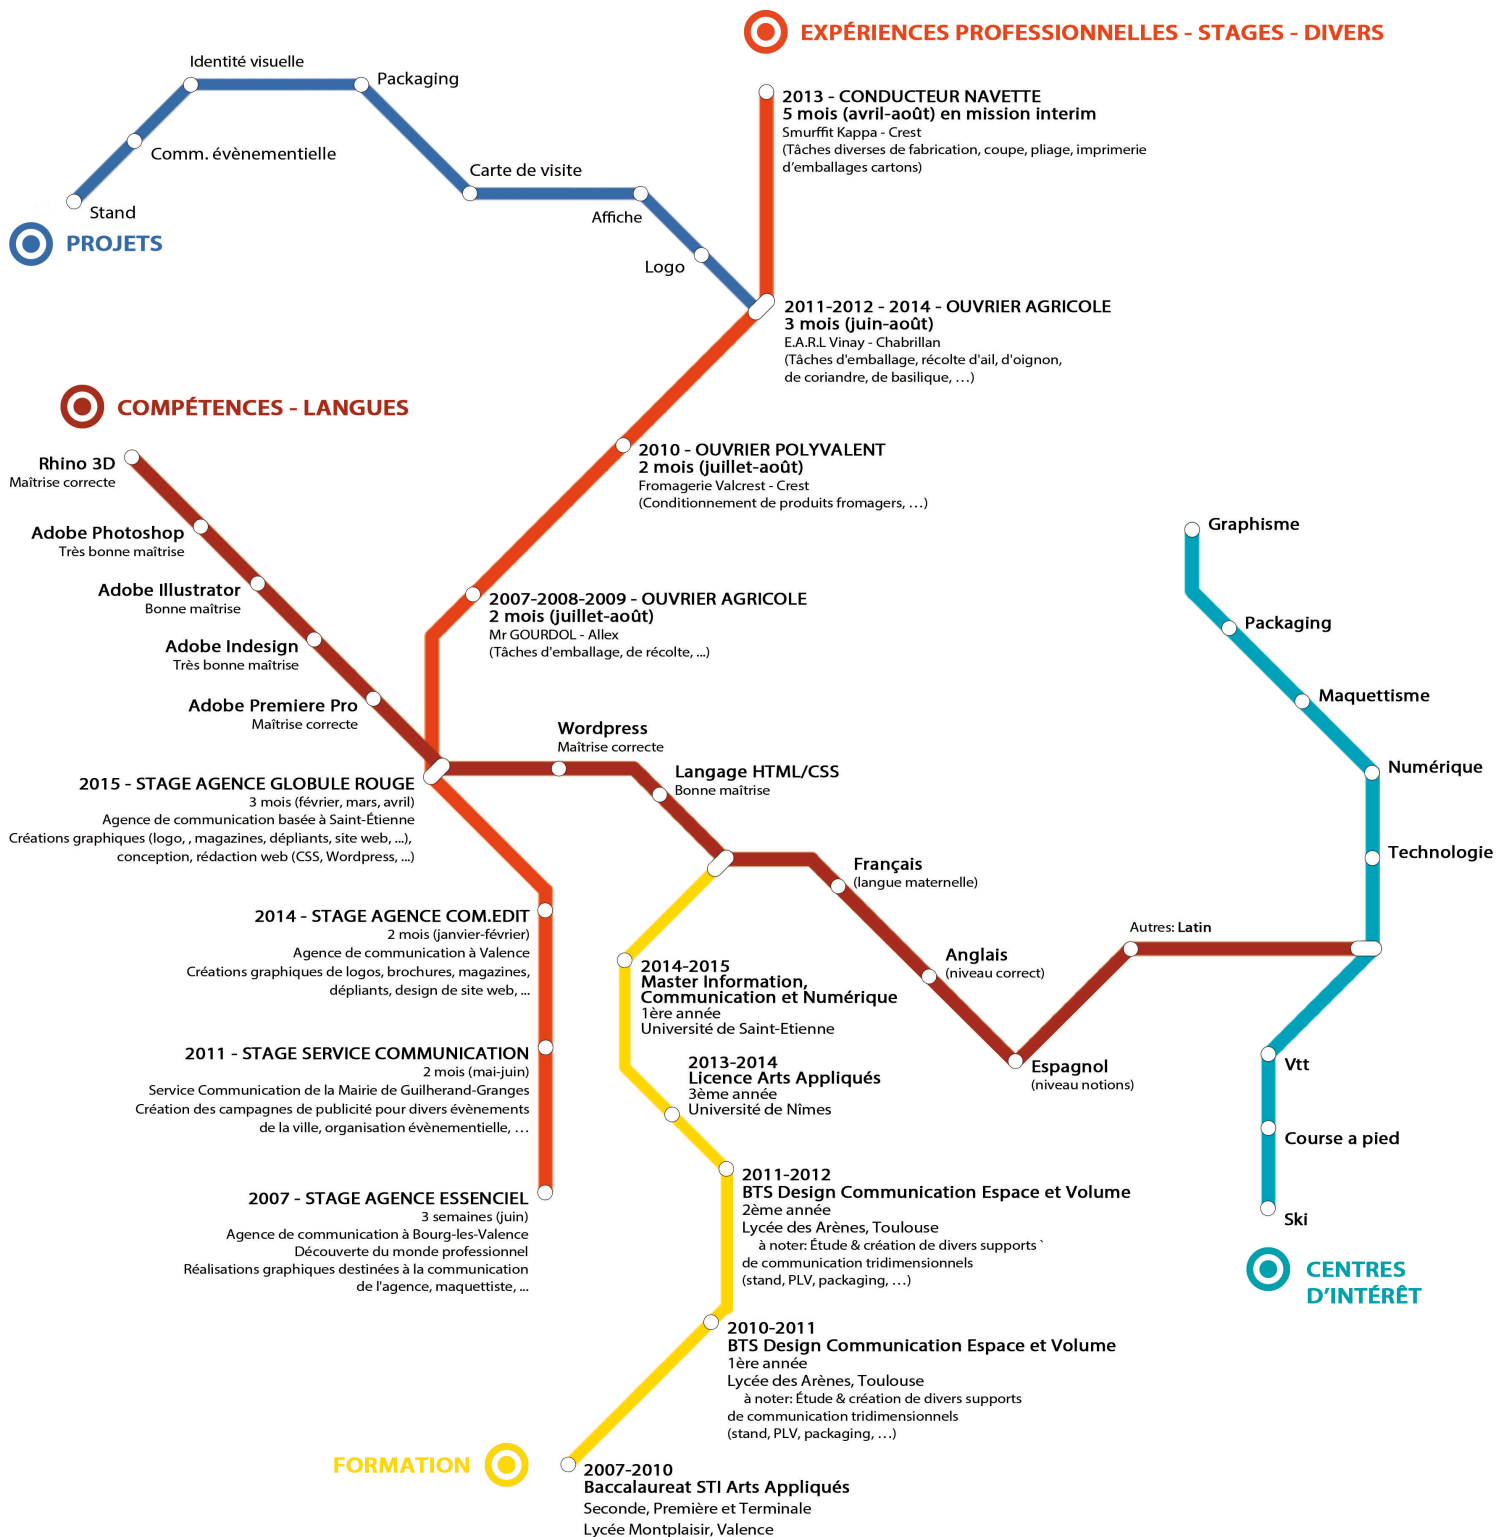 EXPÉRIENCES PROFESSIONNELLES - STAGES - DIVERS
2013 - CONDUCTEUR NAVETTE
5 mois (avril-août) en mission interim
Smurffit Kappa - Crest
(Tâches diverses de fabrication, coupe, pliage, imprimerie
d'emballages cartons)
2011-2012 - 2014 - OUVRIER AGRICOLE
3 mois (juin-août)
E.A.R.L Vinay - Chabrillan
(Tâches d'emballage, récolte d'ail, d'oignon,
de coriandre, de basilique, …)
2010 - OUVRIER POLYVALENT
2 mois (juillet-août)
Fromagerie Valcrest - Crest
(Conditionnement de produits fromagers, …)
2007-2008-2009 - OUVRIER AGRICOLE
2 mois (juillet-août)
Mr GOURDOL - Allex
(Tâches d'emballage, de récolte, ...)
2015 - STAGE AGENCE GLOBULE ROUGE
3 mois (février, mars, avril)
Agence de communication basée à Saint-Étienne
Créations graphiques (logo, , magazines, dépliants, site web, ...),
conception, rédaction web (CSS, Wordpress, ...)
2014 - STAGE AGENCE COM.EDIT
2 mois (janvier-février)
Agence de communication à Valence
Créations graphiques de logos, brochures, magazines,
dépliants, design de site web, ...
2011 - STAGE SERVICE COMMUNICATION
2 mois (mai-juin)
Service Communication de la Mairie de Guilherand-Granges
Création des campagnes de publicité pour divers évènements
de la ville, organisation évènementielle, …
2007 - STAGE AGENCE ESSENCIEL
3 semaines (juin)
Agence de communication à Bourg-les-Valence
Découverte du monde professionnel
Réalisations graphiques destinées à la communication
de l'agence, maquettiste, ...
Identité visuelle
Packaging
Comm. évènementielle
Carte de visite
Stand
Affiche
Logo
PROJETS
COMPÉTENCES - LANGUES
Rhino 3D
Maîtrise correcte
Adobe Photoshop
Très bonne maîtrise
Adobe Illustrator
Bonne maîtrise
Adobe Indesign
Très bonne maîtrise
Adobe Premiere Pro
Maîtrise correcte
Wordpress
Maîtrise correcte
Langage HTML/CSS
Bonne maîtrise
Français
(langue maternelle)
Anglais
(niveau correct)
Espagnol
(niveau notions)
Autres: Latin
Graphisme
Packaging
Maquettisme
Numérique
Technologie
Vtt
Course a pied
Ski
CENTRES
D'INTÉRÊT
2014-2015
Master Information,
Communication et Numérique
1ère année
Université de Saint-Etienne
2013-2014
Licence Arts Appliqués
3ème année
Université de Nîmes
2011-2012
BTS Design Communication Espace et Volume
2ème année
Lycée des Arènes, Toulouse
à noter: Étude & création de divers supports `
de communication tridimensionnels
(stand, PLV, packaging, …)
2010-2011
BTS Design Communication Espace et Volume
1ère année
Lycée des Arènes, Toulouse
à noter: Étude & création de divers supports
de communication tridimensionnels
(stand, PLV, packaging, …)
FORMATION
2007-2010
Baccalaureat STI Arts Appliqués
Seconde, Première et Terminale
Lycée Montplaisir, Valence